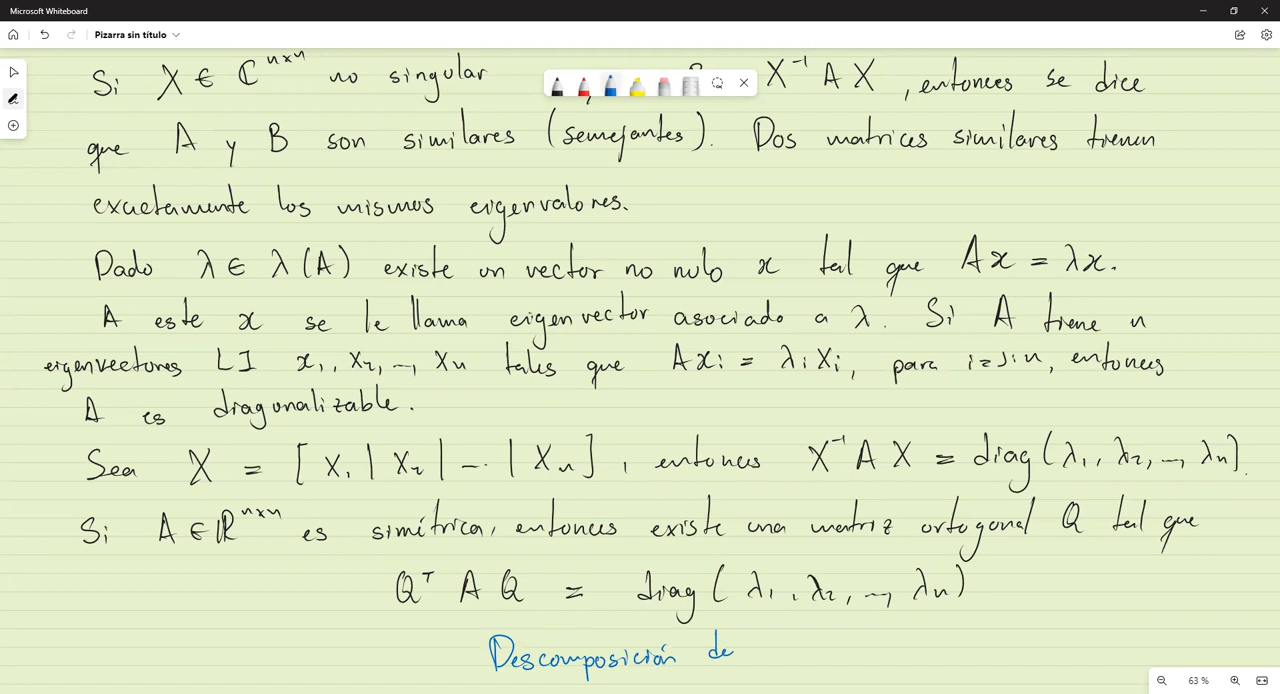 Microsoft Whiteboard
Pizarra sin título
Si X ∈ ℂ^{n×n} no singular X⁻¹ A X, entonces se dice
que A y B son similares (semejantes). Dos matrices similares tienen
exactamente los mismos eigenvalores.
Dado λ ∈ λ(A) existe un vector no nulo x tal que Ax = λx.
A este x se le llama eigenvector asociado a λ. Si A tiene n
eigenvectores LI x₁, x₂, ..., xₙ tales que Axᵢ = λᵢxᵢ, para i=1:n, entonces
A es diagonalizable.
Sea X = [x₁ | x₂ | ... | xₙ], entonces X⁻¹ A X = diag(λ₁, λ₂, ..., λₙ).
Si A ∈ ℝ^{n×n} es simétrica, entonces existe una matriz ortogonal Q tal que
Qᵀ A Q = diag(λ₁, λ₂, ..., λₙ)
Descomposición de
63 %